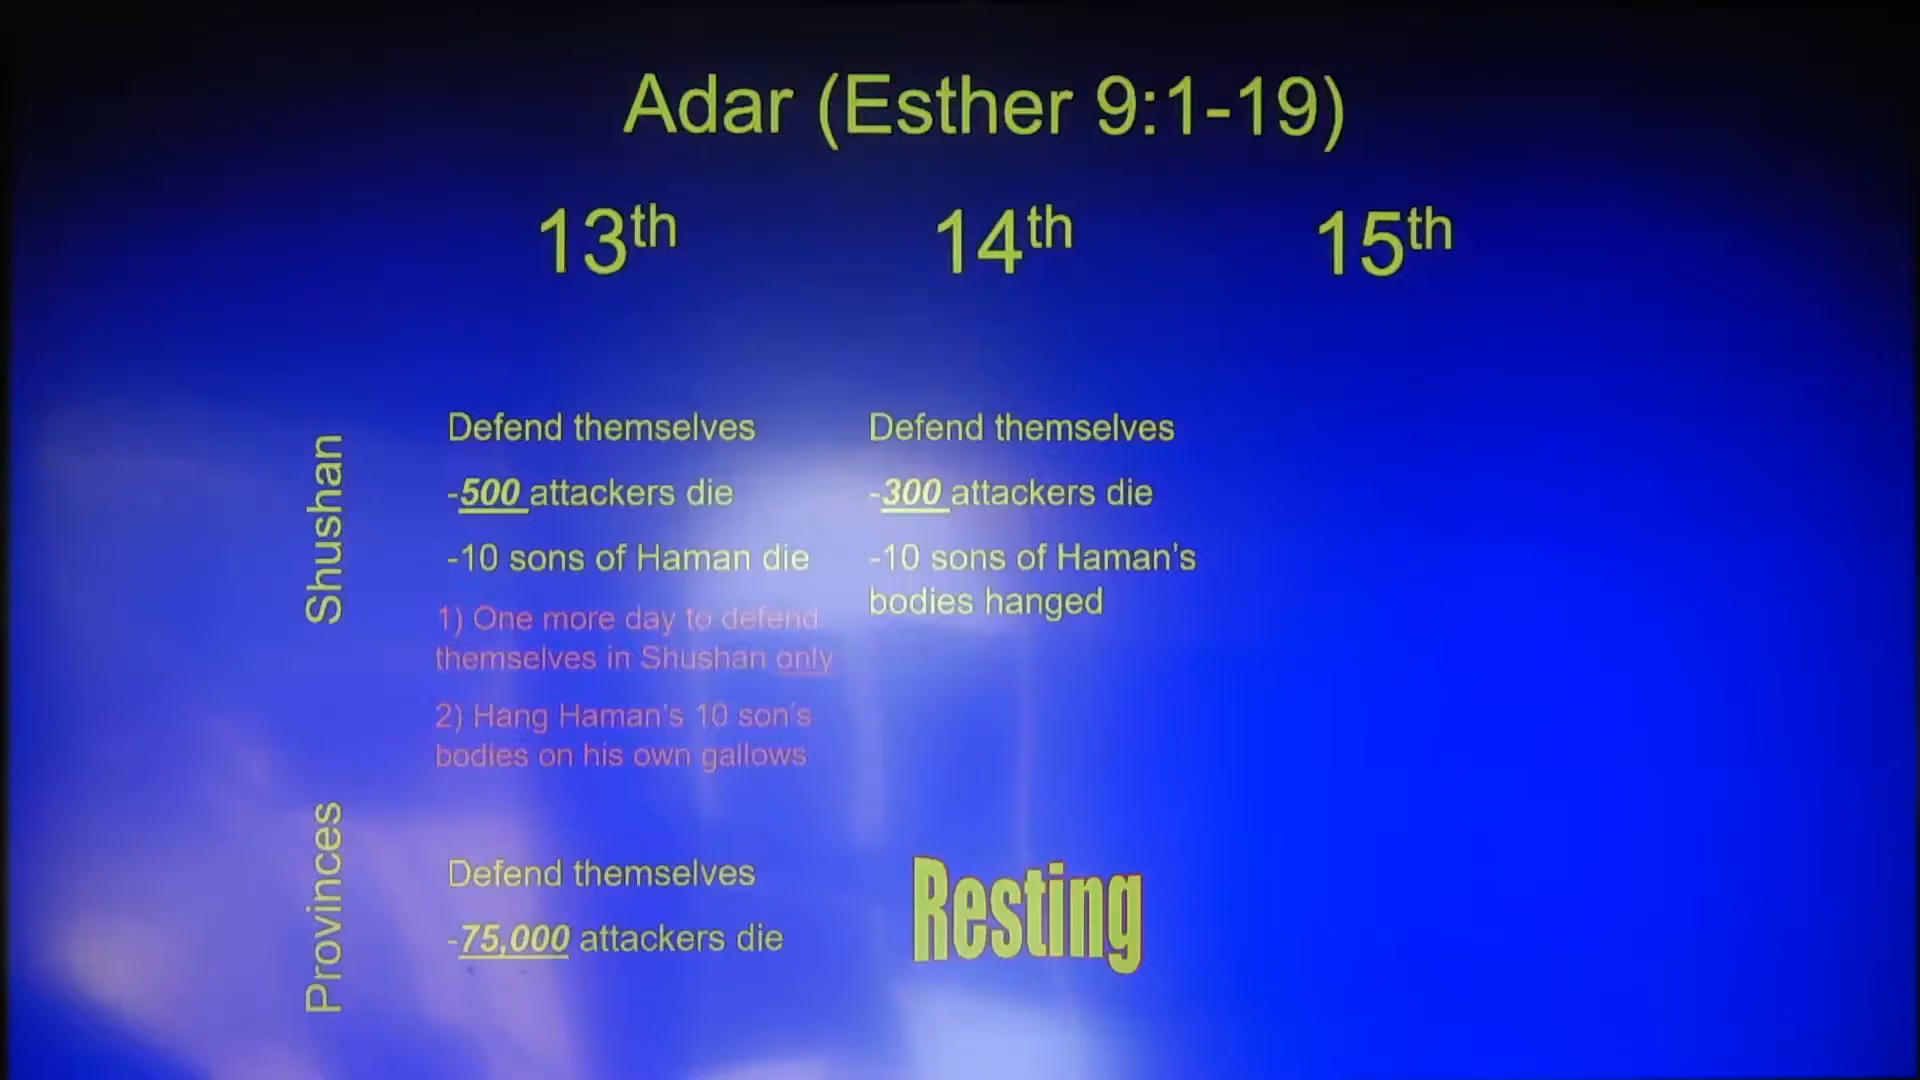 Adar (Esther 9:1-19)
13th
14th
15th
Shushan
Defend themselves
-500 attackers die
-10 sons of Haman die
1) One more day to defend
themselves in Shushan only
2) Hang Haman's 10 son's
bodies on his own gallows
Defend themselves
-300 attackers die
-10 sons of Haman's
bodies hanged
Provinces
Defend themselves
-75,000 attackers die
Resting